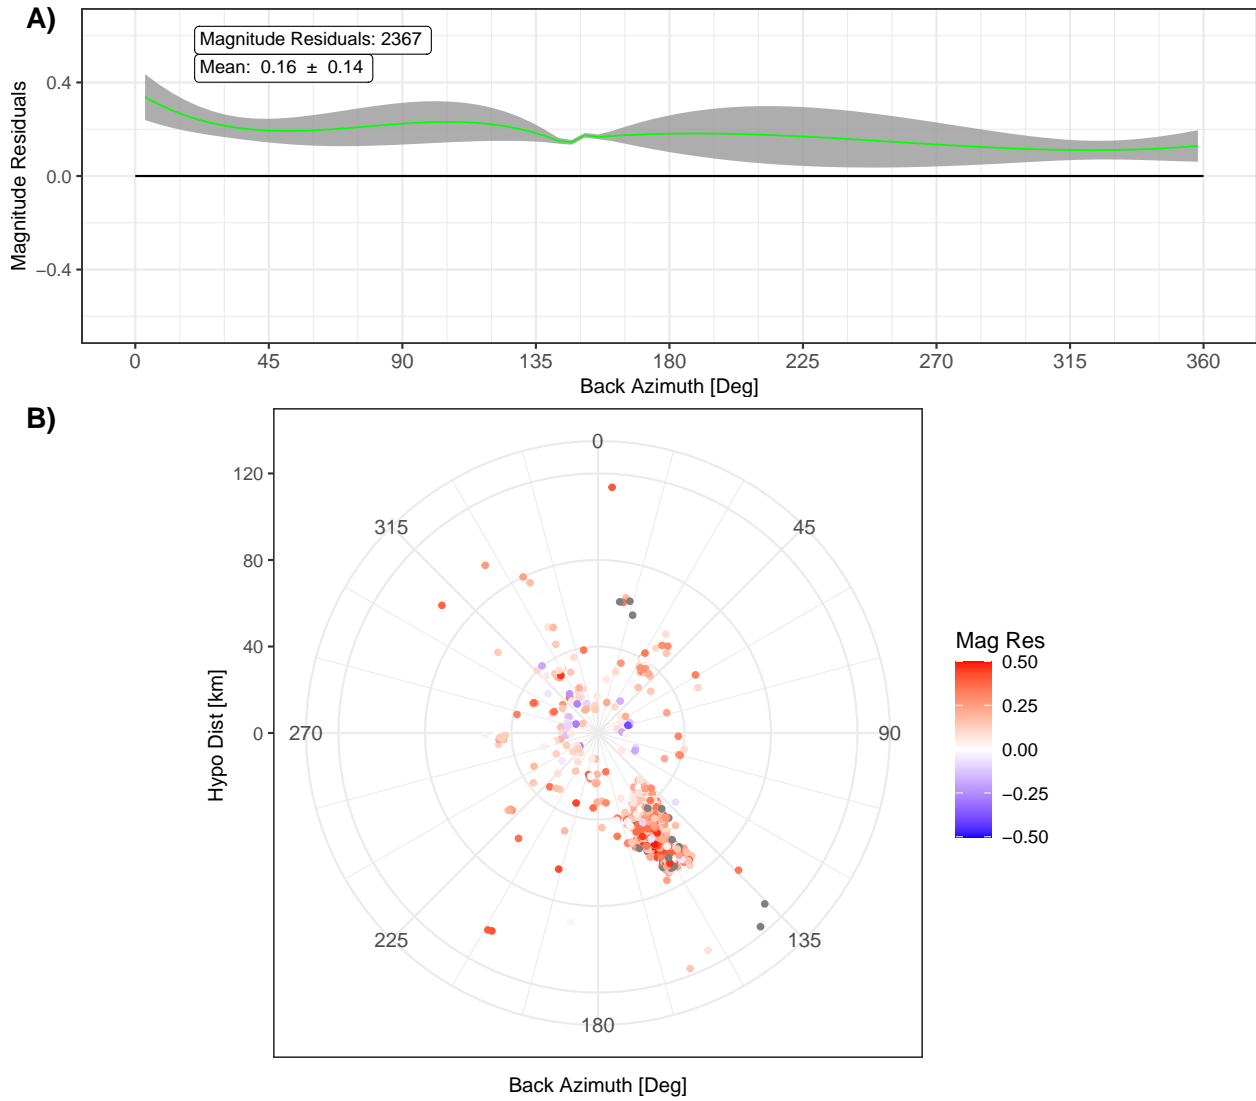 A)
Magnitude Residuals: 2367
Mean:  0.16  ±  0.14
Magnitude Residuals
0.4
0.0
−0.4
0 45 90 135 180 225 270 315 360
Back Azimuth [Deg]
B)
Hypo Dist [km]
120
80
40
0
0
45
90
135
180
225
270
315
Back Azimuth [Deg]
Mag Res
0.50
0.25
0.00
−0.25
−0.50